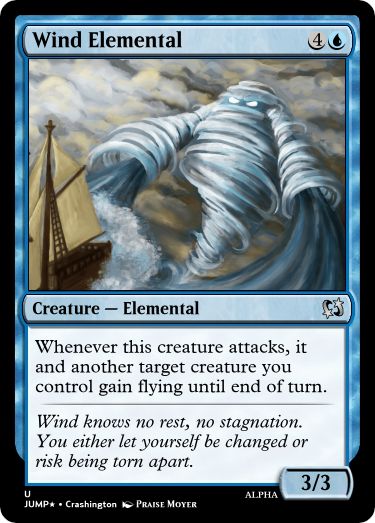 Wind Elemental 4
Creature — Elemental
Whenever this creature attacks, it
and another target creature you
control gain flying until end of turn.
Wind knows no rest, no stagnation.
You either let yourself be changed or
risk being torn apart.
3/3
U ALPHA
JUMP★ • Crashington Praise Moyer